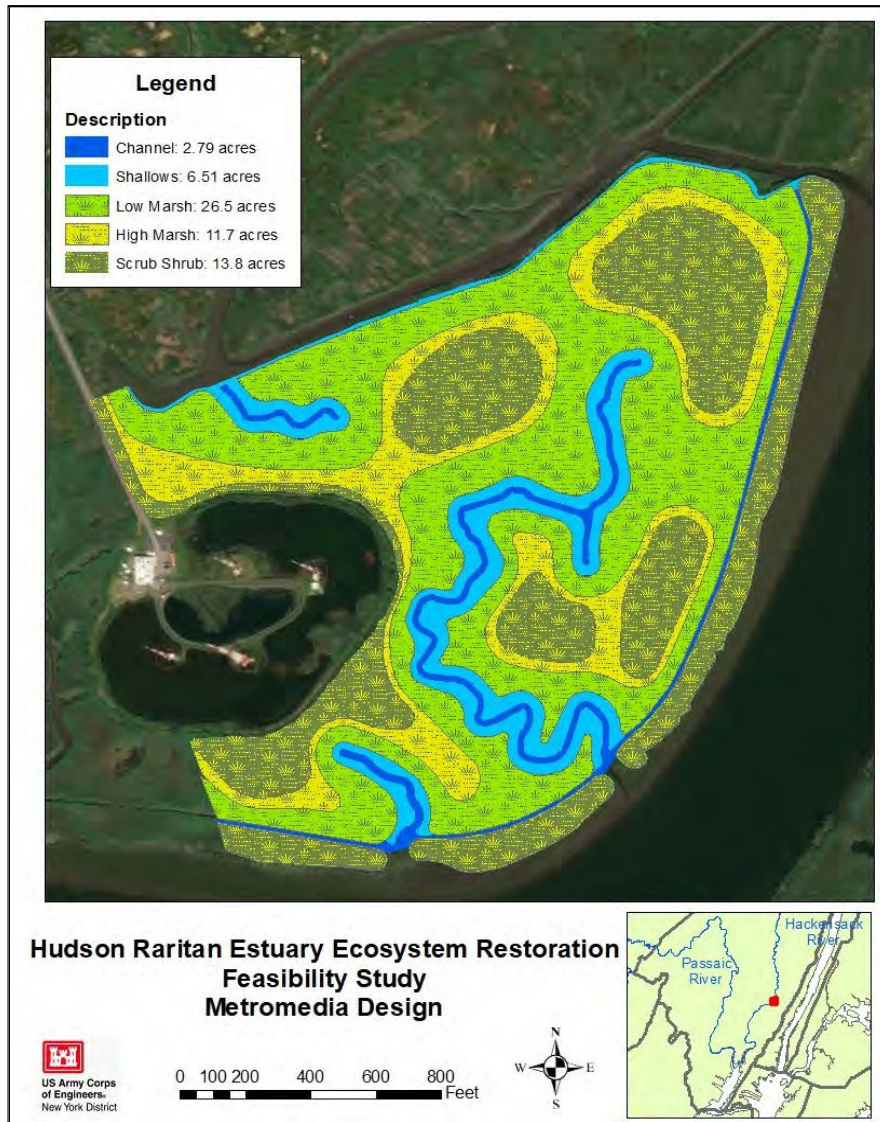 Legend
Description
Channel: 2.79 acres
Shallows: 6.51 acres
Low Marsh: 26.5 acres
High Marsh: 11.7 acres
Scrub Shrub: 13.8 acres
Hudson Raritan Estuary Ecosystem Restoration
Feasibility Study
Metromedia Design
US Army Corps
of Engineers®
New York District
0 100 200 400 600 800
Feet
N
W E
S
Hackensack
River
Passaic
River